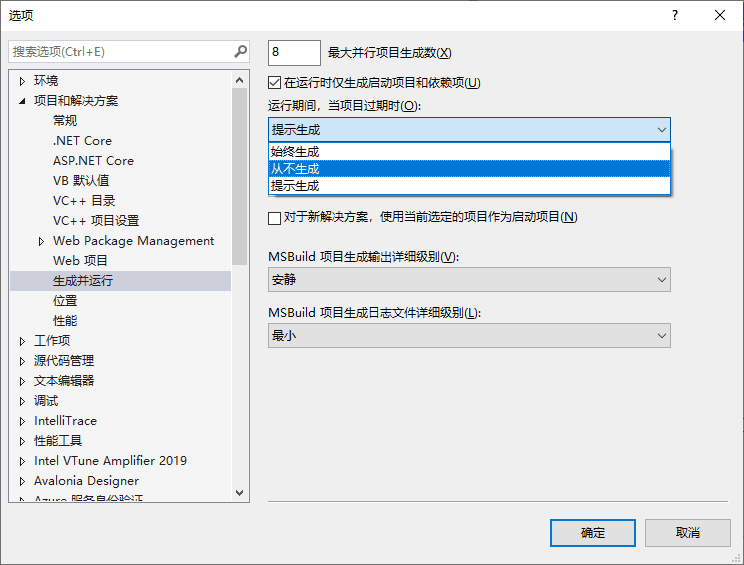 选项
?
搜索选项(Ctrl+E)
环境
项目和解决方案
常规
.NET Core
ASP.NET Core
VB 默认值
VC++ 目录
VC++ 项目设置
Web Package Management
Web 项目
生成并运行
位置
性能
工作项
源代码管理
文本编辑器
调试
IntelliTrace
性能工具
Intel VTune Amplifier 2019
Avalonia Designer
Azure 服务身份验证
8 最大并行项目生成数(X)
在运行时仅生成启动项目和依赖项(U)
运行期间，当项目过期时(O):
提示生成
始终生成
从不生成
提示生成
对于新解决方案，使用当前选定的项目作为启动项目(N)
MSBuild 项目生成输出详细级别(V):
安静
MSBuild 项目生成日志文件详细级别(L):
最小
确定
取消